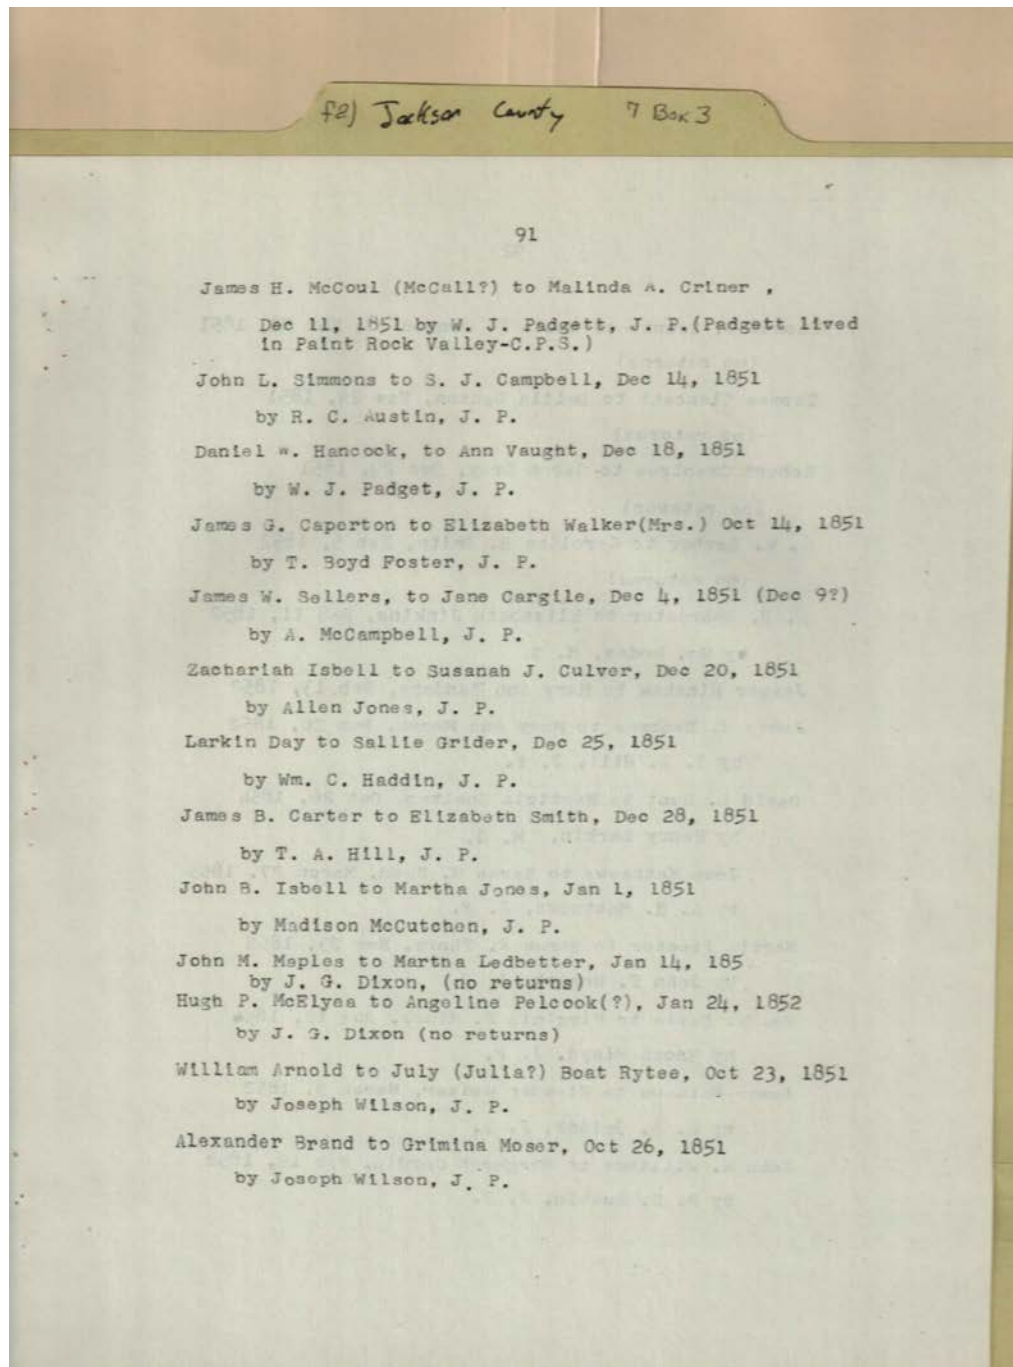 f2) Jackson County 7 Box 3
91
James H. McCoul (McCall?) to Malinda A. Criner ,
Dec 11, 1851 by W. J. Padgett, J. P.(Padgett lived
in Paint Rock Valley-C.P.S.)
John L. Simmons to S. J. Campbell, Dec 14, 1851
by R. C. Austin, J. P.
Daniel W. Hancock, to Ann Vaught, Dec 18, 1851
by W. J. Padget, J. P.
James G. Caperton to Elizabeth Walker(Mrs.) Oct 14, 1851
by T. Boyd Foster, J. P.
James W. Sellers, to Jane Cargile, Dec 4, 1851 (Dec 9?)
by A. McCampbell, J. P.
Zachariah Isbell to Susanah J. Culver, Dec 20, 1851
by Allen Jones, J. P.
Larkin Day to Sallie Grider, Dec 25, 1851
by Wm. C. Haddin, J. P.
James B. Carter to Elizabeth Smith, Dec 28, 1851
by T. A. Hill, J. P.
John B. Isbell to Martha Jones, Jan 1, 1851
by Madison McCutchen, J. P.
John M. Maples to Martha Ledbetter, Jan 14, 185
by J. G. Dixon, (no returns)
Hugh P. McElyea to Angeline Pelcook(?), Jan 24, 1852
by J. G. Dixon (no returns)
William Arnold to July (Julia?) Boat Rytee, Oct 23, 1851
by Joseph Wilson, J. P.
Alexander Brand to Grimina Moser, Oct 26, 1851
by Joseph Wilson, J. P.